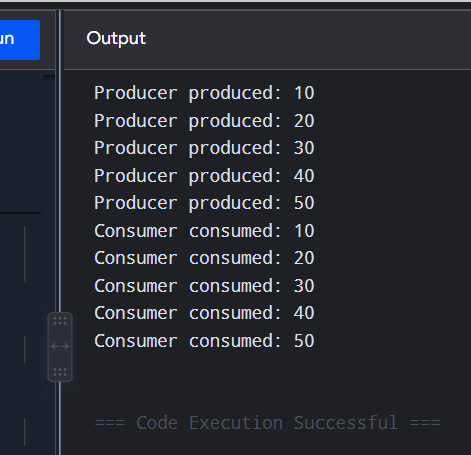 un
Output
Producer produced: 10
Producer produced: 20
Producer produced: 30
Producer produced: 40
Producer produced: 50
Consumer consumed: 10
Consumer consumed: 20
Consumer consumed: 30
Consumer consumed: 40
Consumer consumed: 50
=== Code Execution Successful ===